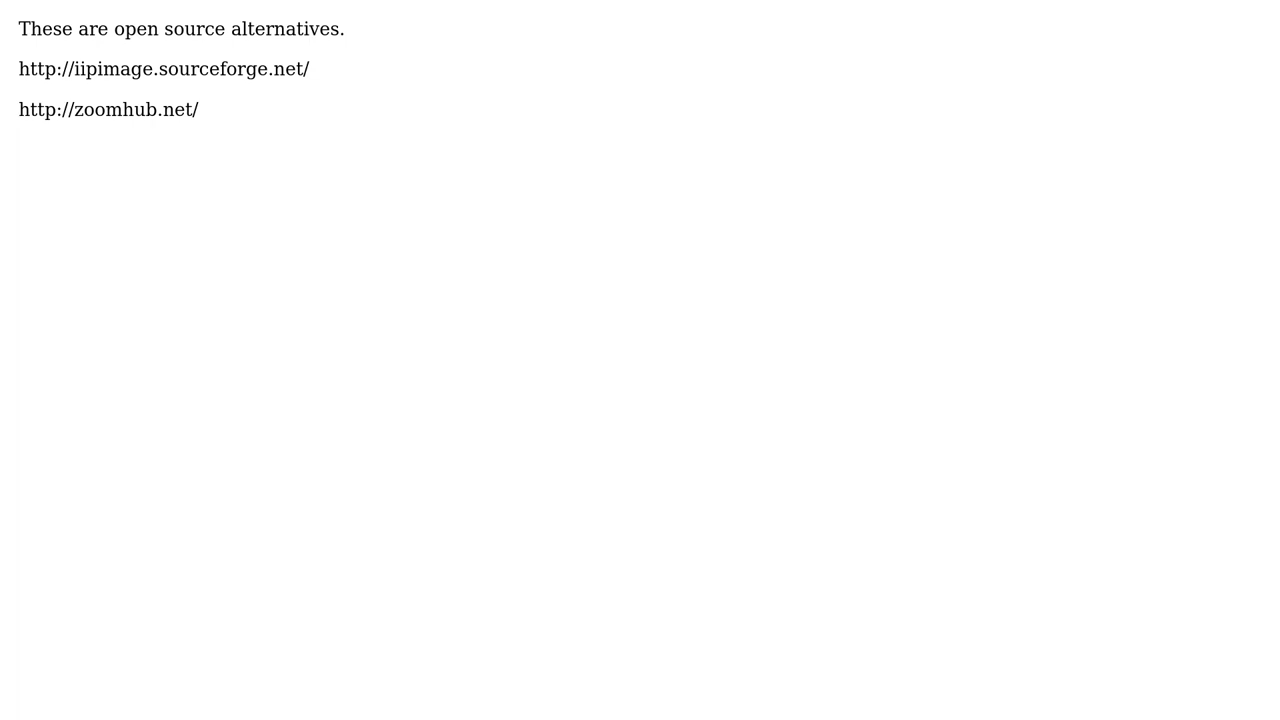 These are open source alternatives.
http://iipimage.sourceforge.net/
http://zoomhub.net/